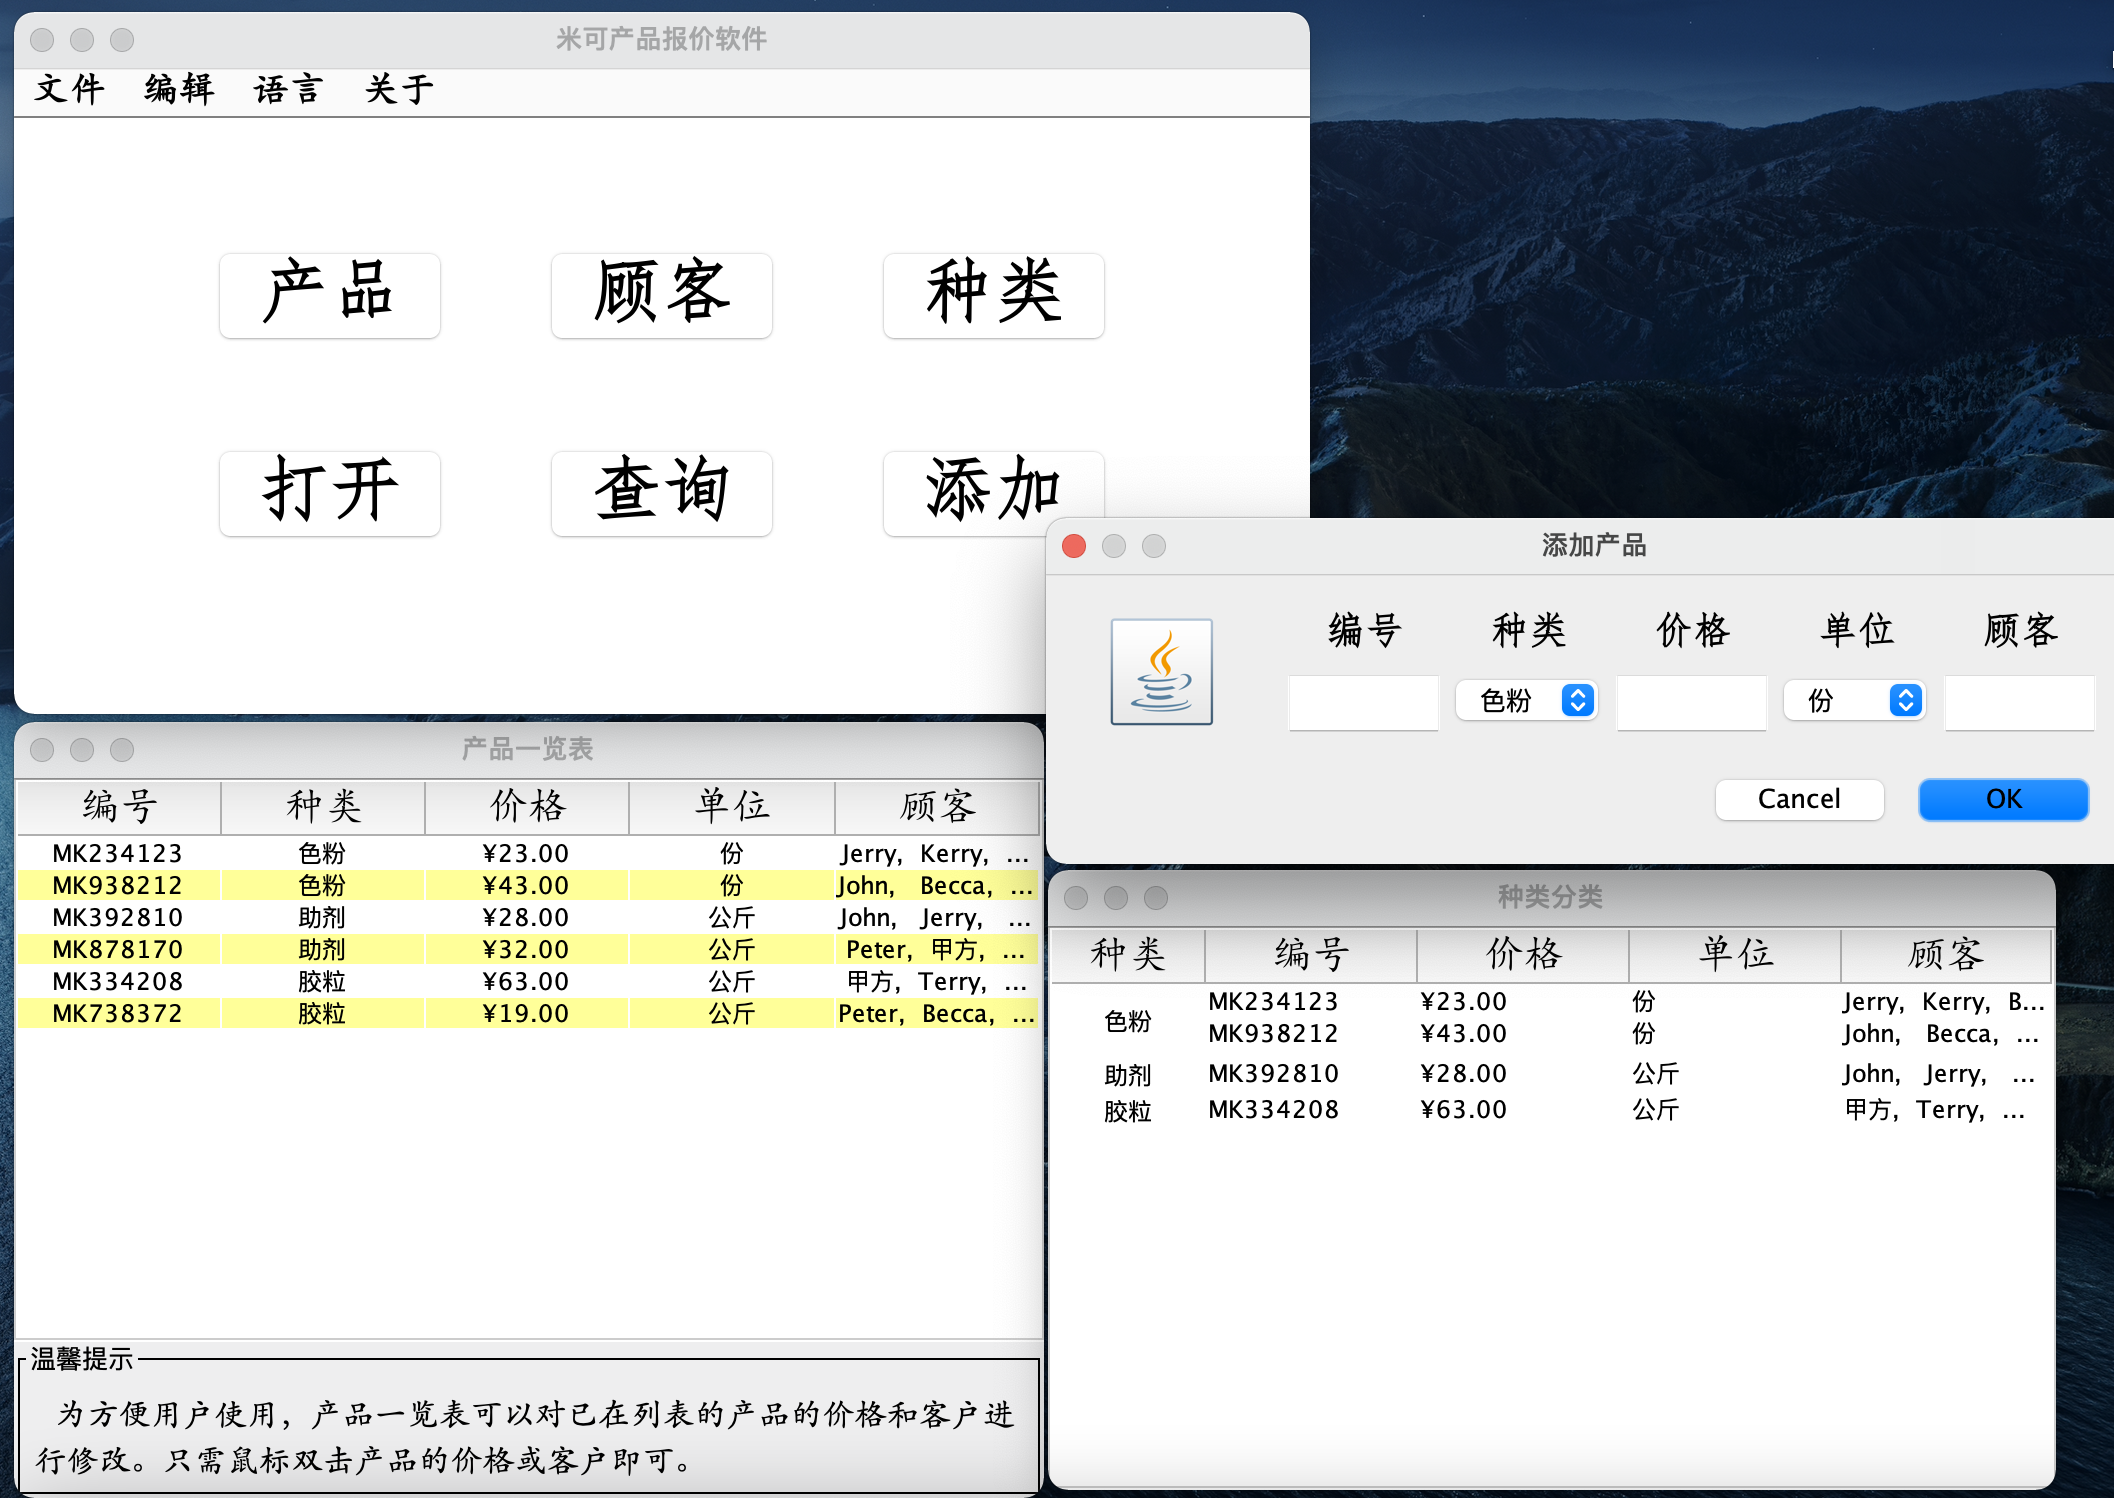 米可产品报价软件
文件 编辑 语言 关于
产品 顾客 种类
打开 查询 添加
添加产品
编号 种类 价格 单位 顾客
色粉 份
Cancel OK
产品一览表
编号 种类 价格 单位 顾客
MK234123 色粉 ¥23.00 份 Jerry, Kerry, ...
MK938212 色粉 ¥43.00 份 John, Becca, ...
MK392810 助剂 ¥28.00 公斤 John, Jerry, ...
MK878170 助剂 ¥32.00 公斤 Peter, 甲方, ...
MK334208 胶粒 ¥63.00 公斤 甲方, Terry, ...
MK738372 胶粒 ¥19.00 公斤 Peter, Becca, ...
温馨提示
为方便用户使用，产品一览表可以对已在列表的产品的价格和客户进
行修改。只需鼠标双击产品的价格或客户即可。
种类分类
种类 编号 价格 单位 顾客
色粉
MK234123 ¥23.00 份 Jerry, Kerry, B...
MK938212 ¥43.00 份 John, Becca, ...
助剂 MK392810 ¥28.00 公斤 John, Jerry, ...
胶粒 MK334208 ¥63.00 公斤 甲方, Terry, ...